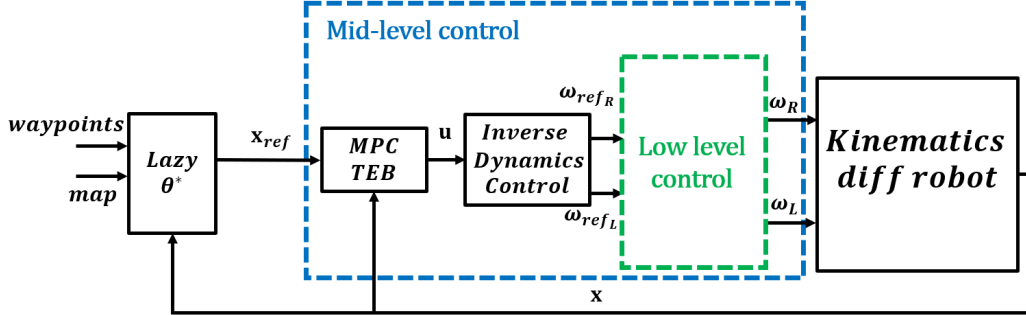 Mid-level control
waypoints
map
Lazy
θ*
x_ref
MPC
TEB
u
Inverse
Dynamics
Control
ω_ref_R
ω_ref_L
Low level
control
ω_R
ω_L
Kinematics
diff robot
x